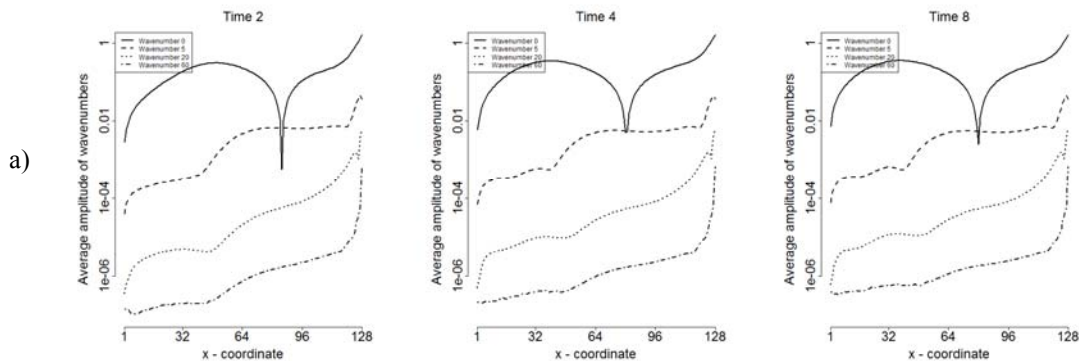 Time 2
Time 4
Time 8
a)
Average amplitude of wavenumbers
1
0.01
1e-04
1e-06
Wavenumber 0
Wavenumber 5
Wavenumber 20
Wavenumber 60
1 32 64 96 128
x - coordinate
Average amplitude of wavenumbers
1
0.01
1e-04
1e-06
Wavenumber 0
Wavenumber 5
Wavenumber 20
Wavenumber 60
1 32 64 96 128
x - coordinate
Average amplitude of wavenumbers
1
0.01
1e-04
1e-06
Wavenumber 0
Wavenumber 5
Wavenumber 20
Wavenumber 60
1 32 64 96 128
x - coordinate